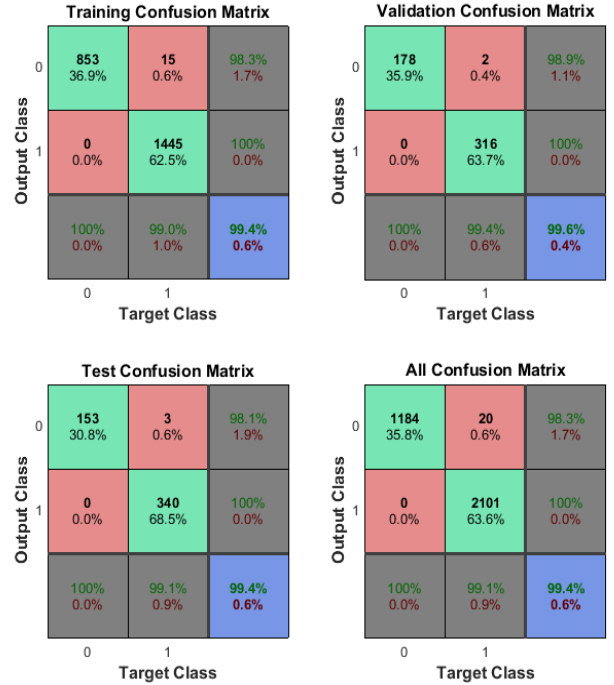 Training Confusion Matrix
853 15 98.3%
36.9% 0.6% 1.7%
0
0 1445 100%
0.0% 62.5% 0.0%
1
100% 99.0% 99.4%
0.0% 1.0% 0.6%
0 1
Target Class
Output Class
Validation Confusion Matrix
178 2 98.9%
35.9% 0.4% 1.1%
0
0 316 100%
0.0% 63.7% 0.0%
1
100% 99.4% 99.6%
0.0% 0.6% 0.4%
0 1
Target Class
Output Class
Test Confusion Matrix
153 3 98.1%
30.8% 0.6% 1.9%
0
0 340 100%
0.0% 68.5% 0.0%
1
100% 99.1% 99.4%
0.0% 0.9% 0.6%
0 1
Target Class
Output Class
All Confusion Matrix
1184 20 98.3%
35.8% 0.6% 1.7%
0
0 2101 100%
0.0% 63.6% 0.0%
1
100% 99.1% 99.4%
0.0% 0.9% 0.6%
0 1
Target Class
Output Class